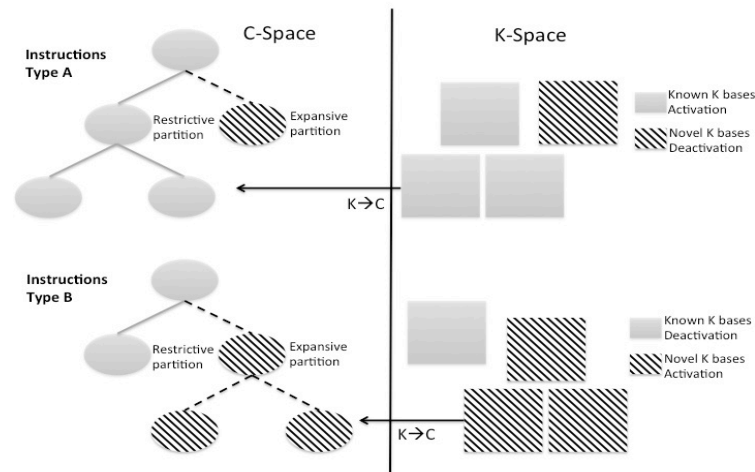 C-Space
K-Space
Instructions
Type A
Restrictive
partition
Expansive
partition
Known K bases
Activation
Novel K bases
Deactivation
K→C
Instructions
Type B
Restrictive
partition
Expansive
partition
Known K bases
Deactivation
Novel K bases
Activation
K→C